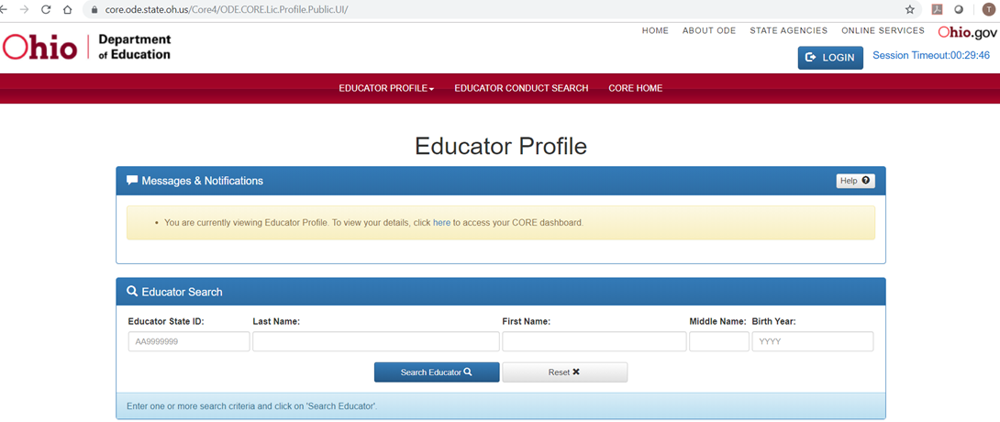 core.ode.state.oh.us/Core4/ODE.CORE.Lic.Profile.Public.UI/
T
HOME ABOUT ODE STATE AGENCIES ONLINE SERVICES Ohio.gov
Ohio Department of Education
LOGIN Session Timeout:00:29:46
EDUCATOR PROFILE EDUCATOR CONDUCT SEARCH CORE HOME
Educator Profile
Messages & Notifications Help
You are currently viewing Educator Profile. To view your details, click here to access your CORE dashboard.
Educator Search
Educator State ID: Last Name: First Name: Middle Name: Birth Year:
AA9999999 YYYY
Search Educator Reset
Enter one or more search criteria and click on 'Search Educator'.